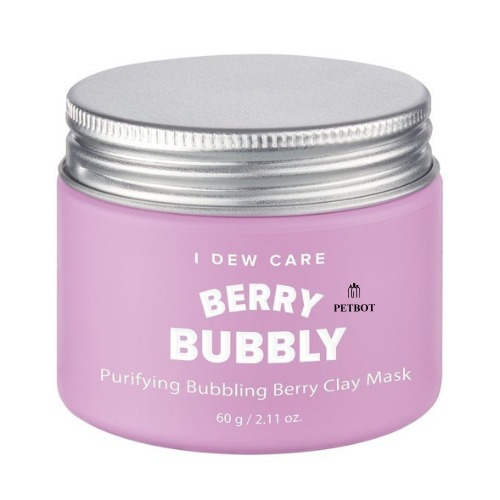 I DEW CARE
BERRY
PETBOT
BUBBLY
Purifying Bubbling Berry Clay Mask
60 g / 2.11 oz.